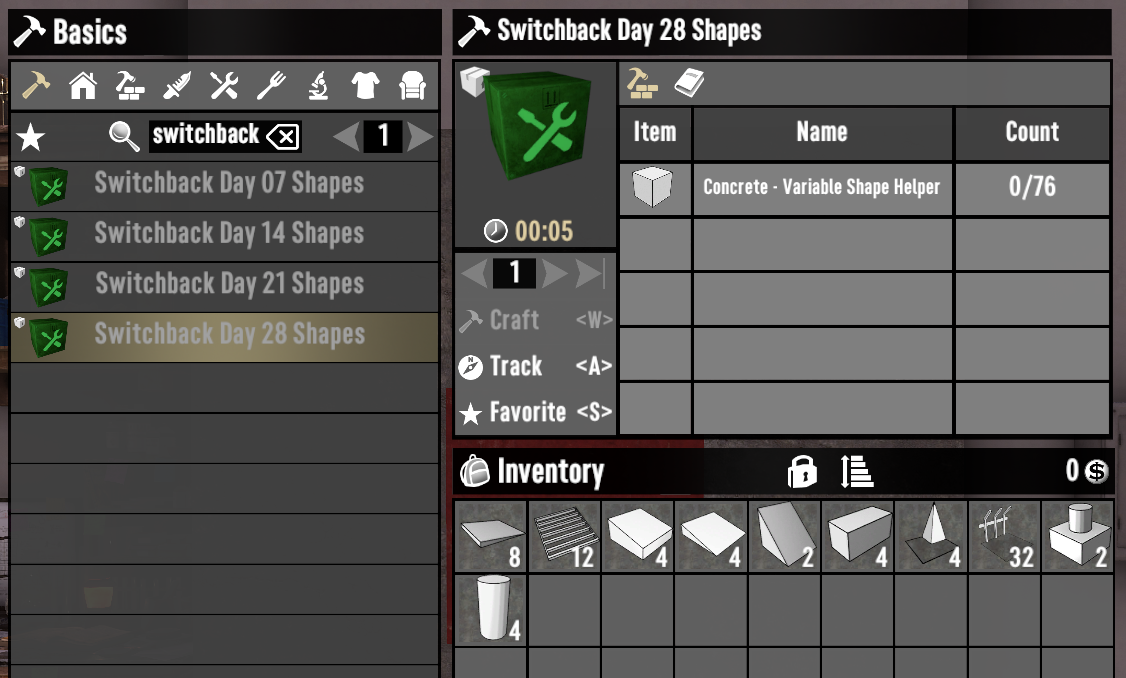 Basics
switchback
1
Switchback Day 07 Shapes
Switchback Day 14 Shapes
Switchback Day 21 Shapes
Switchback Day 28 Shapes
Switchback Day 28 Shapes
00:05
1
Craft <W>
Track <A>
Favorite <S>
Item Name Count
Concrete - Variable Shape Helper 0/76
Inventory 0
8 12 4 4 2 4 4 32 2
4